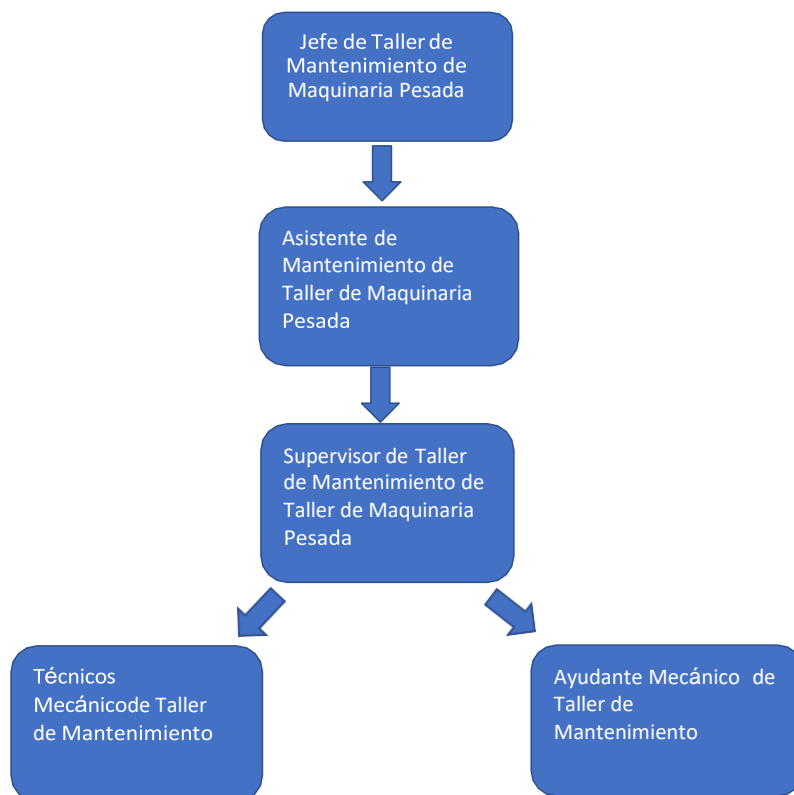 Jefe de Taller de
Mantenimiento de
Maquinaria Pesada
Asistente de
Mantenimiento de
Taller de Maquinaria
Pesada
Supervisor de Taller
de Mantenimiento de
Taller de Maquinaria
Pesada
Técnicos
Mecánicode Taller
de Mantenimiento
Ayudante Mecánico de
Taller de
Mantenimiento